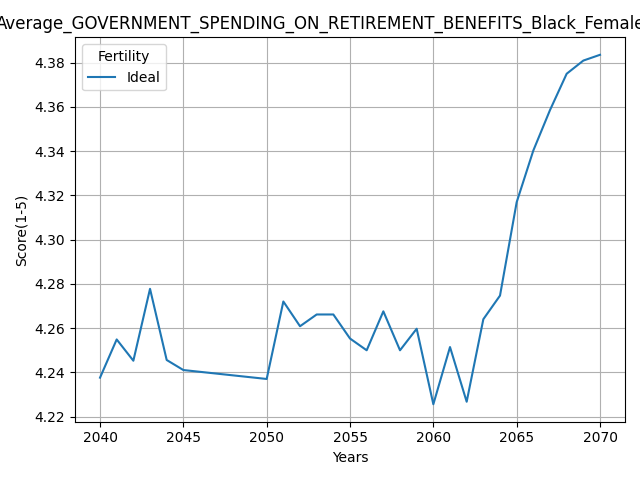 Average_GOVERNMENT_SPENDING_ON_RETIREMENT_BENEFITS_Black_Female
Fertility
Ideal
4.38
4.36
4.34
4.32
4.30
4.28
4.26
4.24
4.22
Score(1-5)
2040 2045 2050 2055 2060 2065 2070
Years